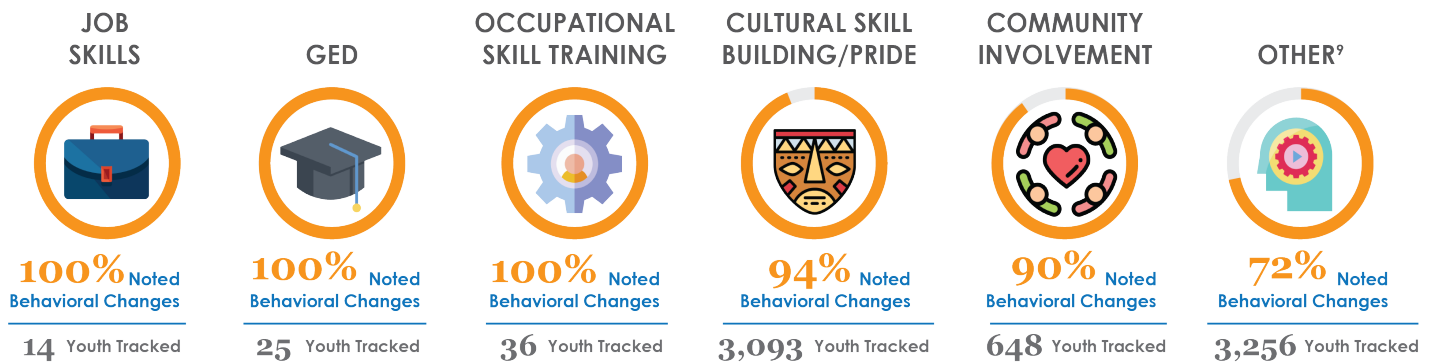 JOB
SKILLS
100% Noted
Behavioral Changes
14 Youth Tracked
GED
100% Noted
Behavioral Changes
25 Youth Tracked
OCCUPATIONAL
SKILL TRAINING
100% Noted
Behavioral Changes
36 Youth Tracked
CULTURAL SKILL
BUILDING/PRIDE
94% Noted
Behavioral Changes
3,093 Youth Tracked
COMMUNITY
INVOLVEMENT
90% Noted
Behavioral Changes
648 Youth Tracked
OTHER⁹
72% Noted
Behavioral Changes
3,256 Youth Tracked